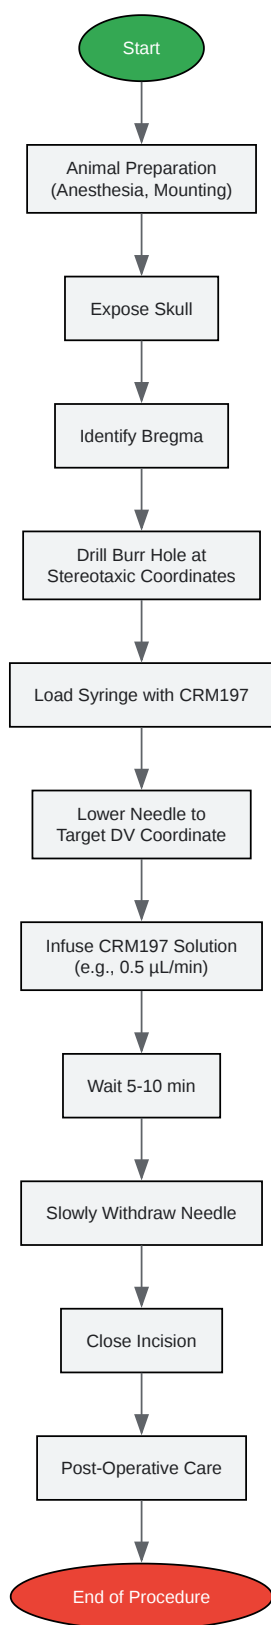 Start
Animal Preparation
(Anesthesia, Mounting)
Expose Skull
Identify Bregma
Drill Burr Hole at
Stereotaxic Coordinates
Load Syringe with CRM197
Lower Needle to
Target DV Coordinate
Infuse CRM197 Solution
(e.g., 0.5 µL/min)
Wait 5-10 min
Slowly Withdraw Needle
Close Incision
Post-Operative Care
End of Procedure